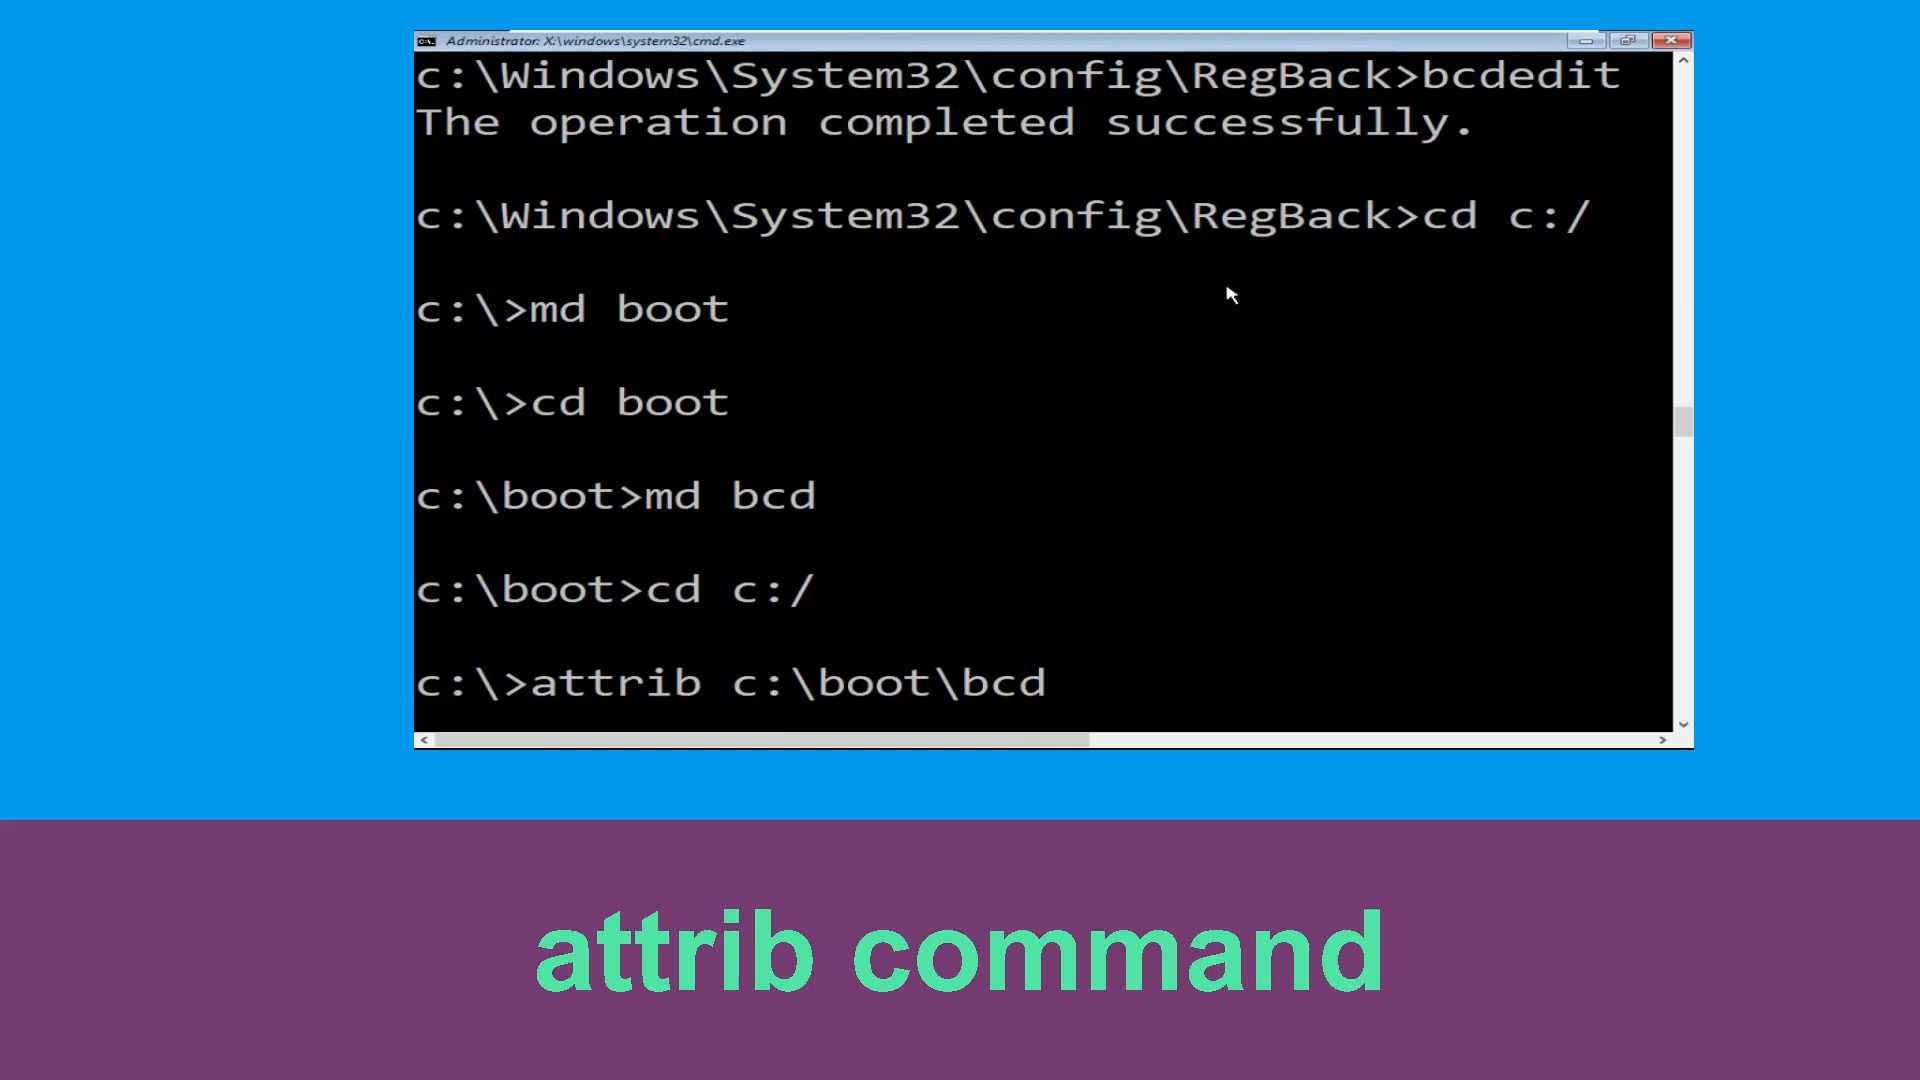 Administrator: X:\windows\system32\cmd.exe
c:\Windows\System32\config\RegBack>bcdedit
The operation completed successfully.
c:\Windows\System32\config\RegBack>cd c:/
c:\>md boot
c:\>cd boot
c:\boot>md bcd
c:\boot>cd c:/
c:\>attrib c:\boot\bcd
attrib command